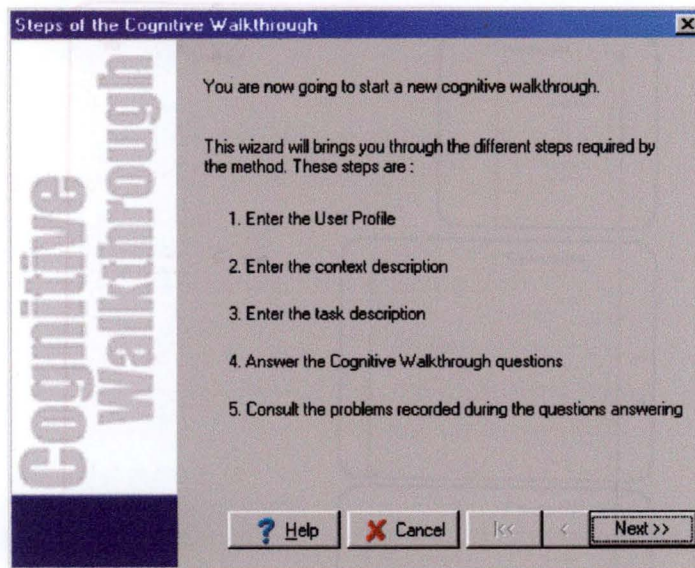 Steps of the Cognitive Walkthrough
Cognitive
Walkthrough
You are now going to start a new cognitive walkthrough.
This wizard will brings you through the different steps required by
the method. These steps are :
1. Enter the User Profile
2. Enter the context description
3. Enter the task description
4. Answer the Cognitive Walkthrough questions
5. Consult the problems recorded during the questions answering
? Help
Cancel
|<<
<
Next >>